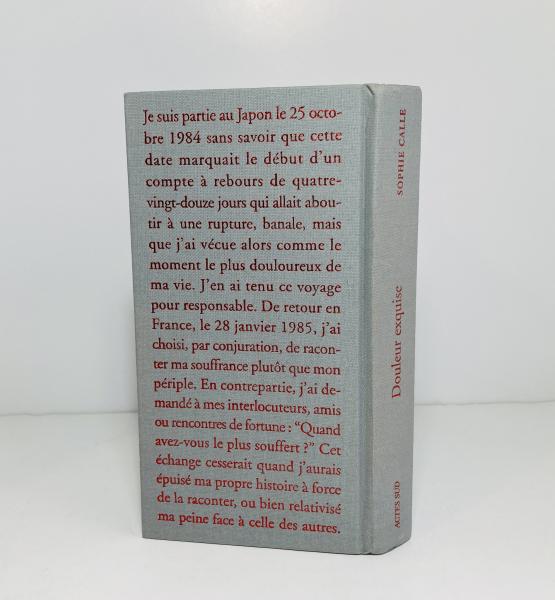 Je suis partie au Japon le 25 octo-
bre 1984 sans savoir que cette
date marquait le début d'un
compte à rebours de quatre-
vingt-douze jours qui allait abou-
tir à une rupture, banale, mais
que j'ai vécue alors comme le
moment le plus douloureux de
ma vie. J'en ai tenu ce voyage
pour responsable. De retour en
France, le 28 janvier 1985, j'ai
choisi, par conjuration, de racon-
ter ma souffrance plutôt que mon
périple. En contrepartie, j'ai de-
mandé à mes interlocuteurs, amis
ou rencontres de fortune : "Quand
avez-vous le plus souffert ?" Cet
échange cesserait quand j'aurais
épuisé ma propre histoire à force
de la raconter, ou bien relativisé
ma peine face à celle des autres.
SOPHIE CALLE
Douleur exquise
ACTES SUD